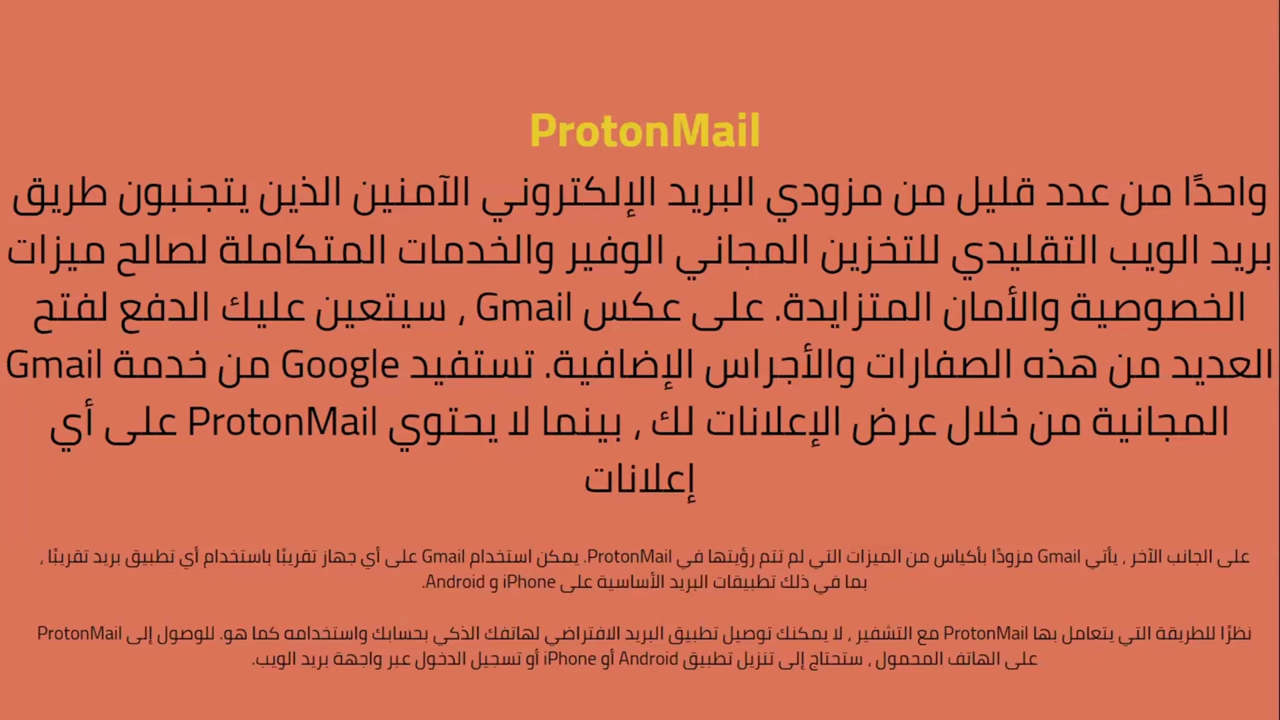 ProtonMail
واحدًا من عدد قليل من مزودي البريد الإلكتروني الآمنين الذين يتجنبون طريق
بريد الويب التقليدي للتخزين المجاني الوفير والخدمات المتكاملة لصالح ميزات
الخصوصية والأمان المتزايدة. على عكس Gmail ، سيتعين عليك الدفع لفتح
العديد من هذه الصفارات والأجراس الإضافية. تستفيد Google من خدمة Gmail
المجانية من خلال عرض الإعلانات لك ، بينما لا يحتوي ProtonMail على أي
إعلانات
على الجانب الآخر ، يأتي Gmail مزودًا بأكياس من الميزات التي لم تتم رؤيتها في ProtonMail. يمكن استخدام Gmail على أي جهاز تقريبًا باستخدام أي تطبيق بريد تقريبًا ،
بما في ذلك تطبيقات البريد الأساسية على iPhone و Android.
نظرًا للطريقة التي يتعامل بها ProtonMail مع التشفير ، لا يمكنك توصيل تطبيق البريد الافتراضي لهاتفك الذكي بحسابك واستخدامه كما هو. للوصول إلى ProtonMail
على الهاتف المحمول ، ستحتاج إلى تنزيل تطبيق Android أو iPhone أو تسجيل الدخول عبر واجهة بريد الويب.